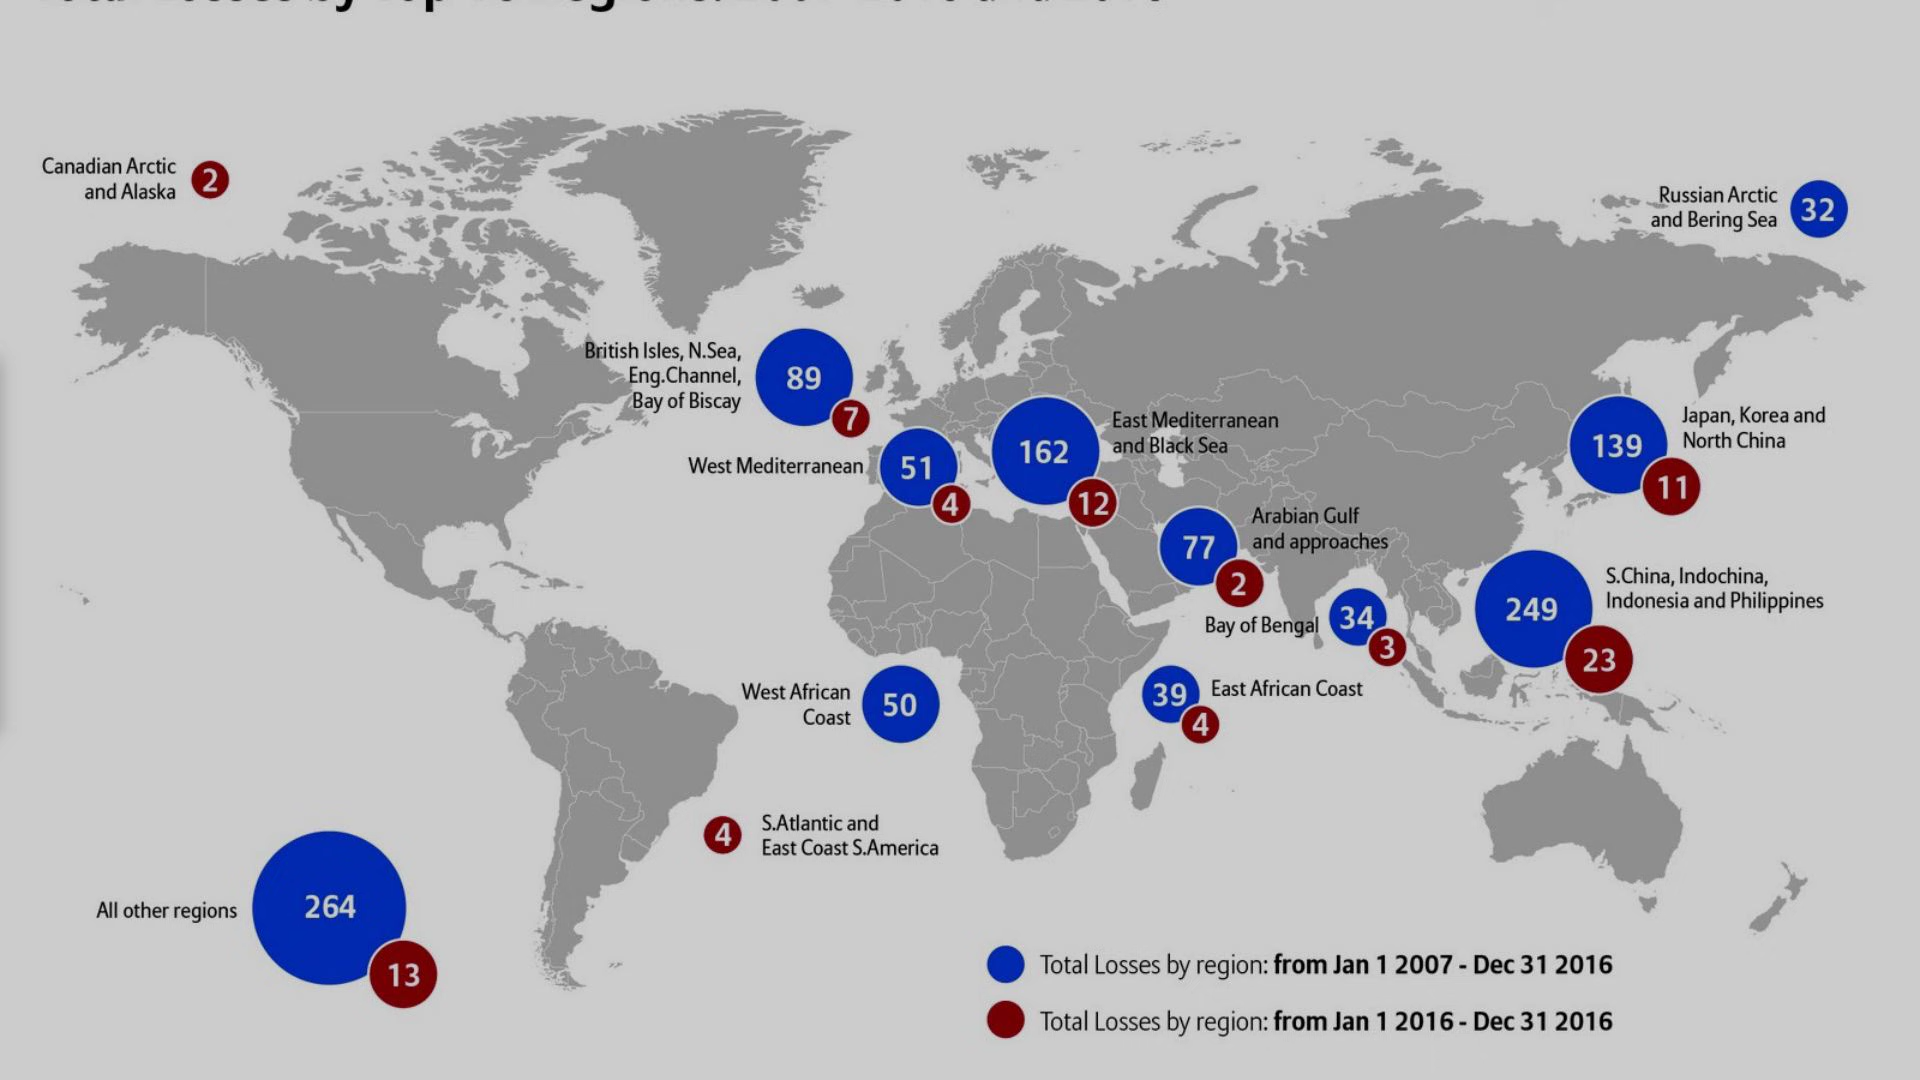 Canadian Arctic
and Alaska
2
Russian Arctic
and Bering Sea
32
British Isles, N.Sea,
Eng.Channel,
Bay of Biscay
89
7
West Mediterranean
51
4
162
12
East Mediterranean
and Black Sea
139
11
Japan, Korea and
North China
77
2
Arabian Gulf
and approaches
Bay of Bengal
34
3
249
23
S.China, Indochina,
Indonesia and Philippines
West African
Coast
50
39
4
East African Coast
4
S.Atlantic and
East Coast S.America
All other regions
264
13
Total Losses by region: from Jan 1 2007 - Dec 31 2016
Total Losses by region: from Jan 1 2016 - Dec 31 2016